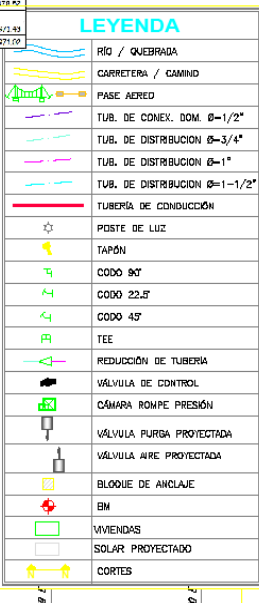 LEYENDA
RÍO / QUEBRADA
CARRETERA / CAMINO
PASE AEREO
TUB. DE CONEX. DOM. Ø-1/2"
TUB. DE DISTRIBUCION Ø=3/4"
TUB. DE DISTRIBUCION Ø=1"
TUB. DE DISTRIBUCION Ø=1-1/2"
TUBERÍA DE CONDUCCIÓN
POSTE DE LUZ
TAPÓN
CODO 90°
CODO 22.5°
CODO 45°
TEE
REDUCCIÓN DE TUBERIA
VÁLVULA DE CONTROL
CÁMARA ROMPE PRESIÓN
VÁLVULA PURGA PROYECTADA
VÁLVULA AIRE PROYECTADA
BLOQUE DE ANCLAJE
BM
VIVIENDAS
SOLAR PROYECTADO
CORTES